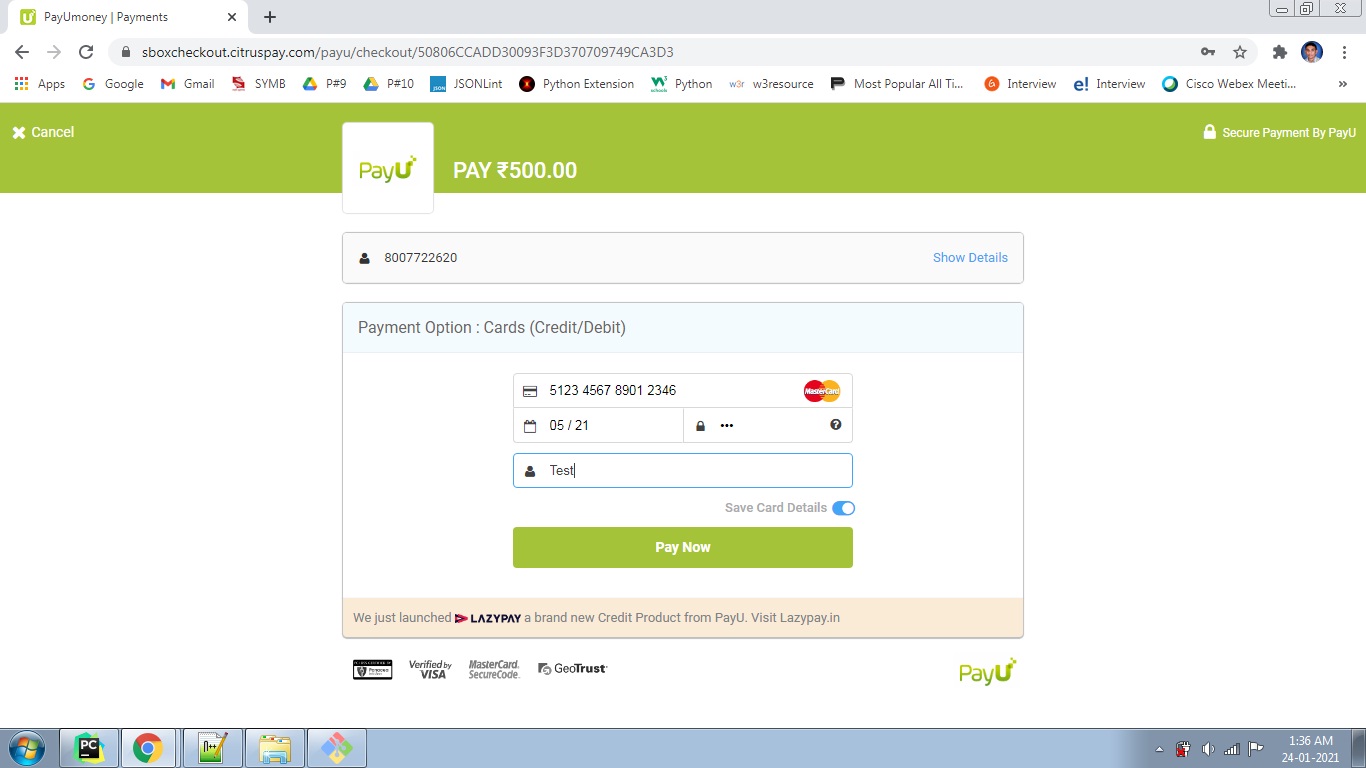 PayUmoney | Payments
sboxcheckout.citruspay.com/payu/checkout/50806CCADD30093F3D370709749CA3D3
Apps Google Gmail SYMB P#9 P#10 JSONLint Python Extension Python w3resource Most Popular All Ti... Interview Interview Cisco Webex Meeti... »
Cancel
Secure Payment By PayU
PayU
PAY ₹500.00
8007722620
Show Details
Payment Option : Cards (Credit/Debit)
5123 4567 8901 2346
MasterCard
05 / 21
•••
Test
Save Card Details
Pay Now
We just launched LAZYPAY a brand new Credit Product from PayU. Visit Lazypay.in
Verified by
VISA
MasterCard.
SecureCode.
GeoTrust
PayU
1:36 AM
24-01-2021